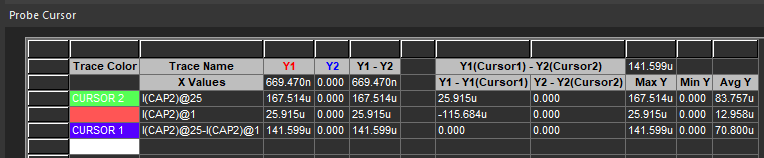 Probe Cursor
Trace Color Trace Name Y1 Y2 Y1 - Y2 Y1(Cursor1) - Y2(Cursor2) 141.599u
X Values 669.470n 0.000 669.470n Y1 - Y1(Cursor1) Y2 - Y2(Cursor2) Max Y Min Y Avg Y
CURSOR 2 I(CAP2)@25 167.514u 0.000 167.514u 25.915u 0.000 167.514u 0.000 83.757u
I(CAP2)@1 25.915u 0.000 25.915u -115.684u 0.000 25.915u 0.000 12.958u
CURSOR 1 I(CAP2)@25-I(CAP2)@1 141.599u 0.000 141.599u 0.000 0.000 141.599u 0.000 70.800u